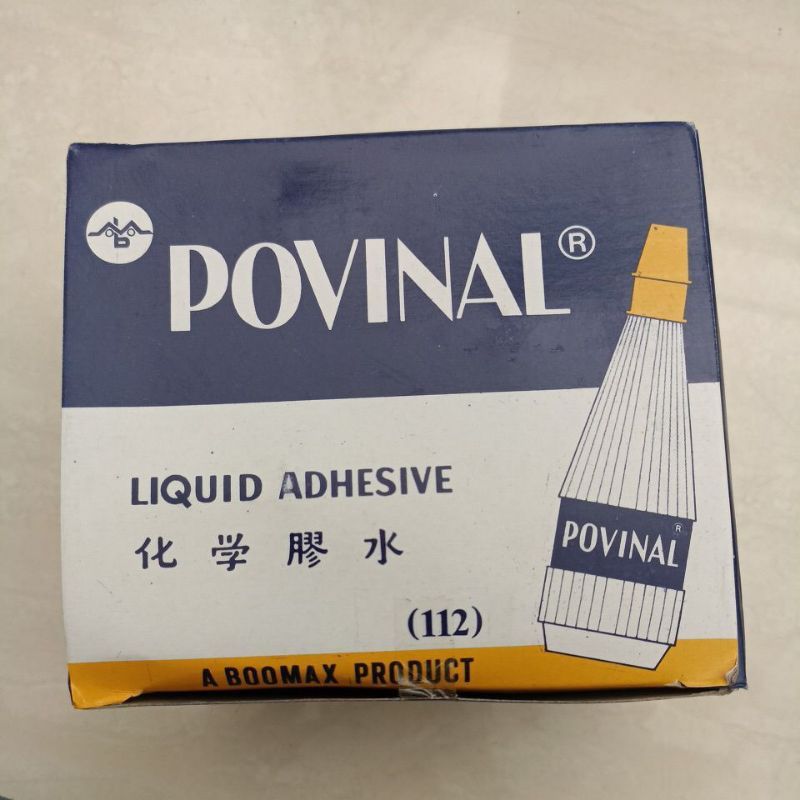 POVINAL®
LIQUID ADHESIVE
化学膠水
(112)
A BOOMAX PRODUCT
POVINAL®